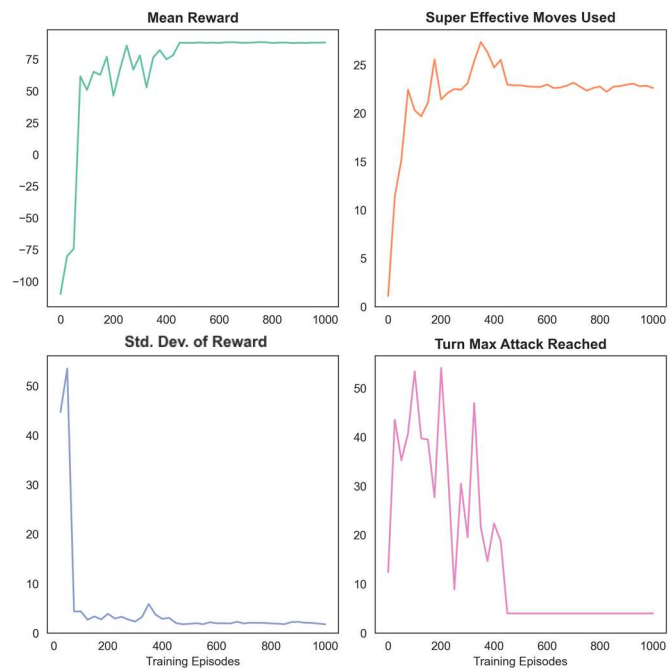 Mean Reward
75
50
25
0
−25
−50
−75
−100
0 200 400 600 800 1000
Super Effective Moves Used
25
20
15
10
5
0
0 200 400 600 800 1000
Std. Dev. of Reward
50
40
30
20
10
0
0 200 400 600 800 1000
Training Episodes
Turn Max Attack Reached
50
40
30
20
10
0
0 200 400 600 800 1000
Training Episodes